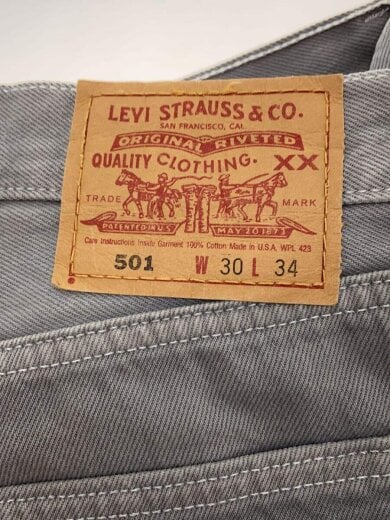 LEVI STRAUSS & CO.
SAN FRANCISCO, CAL.
ORIGINAL RIVETED
QUALITY CLOTHING. XX
TRADE MARK
PATENTED IN U.S. MAY 20 1873
Care Instructions Inside Garment 100% Cotton Made in U.S.A. WPL 423
501 W 30 L 34